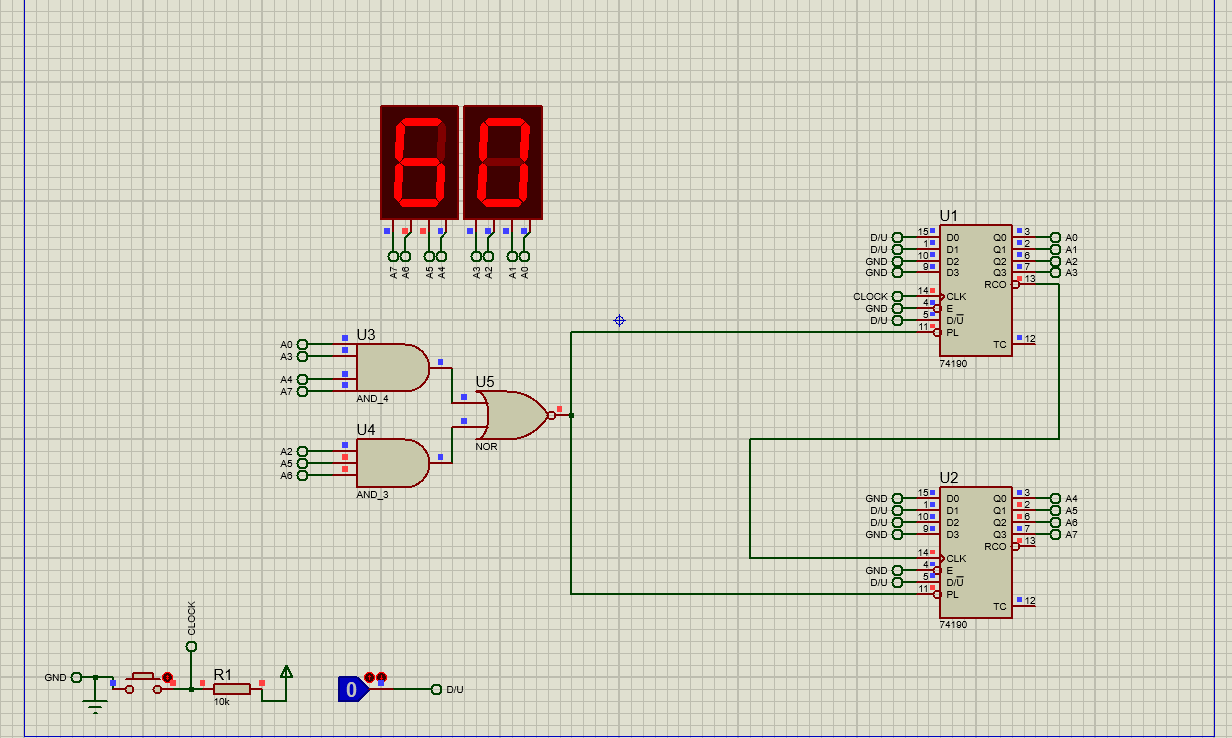 60
A7 A6 A5 A4 A3 A2 A1 A0
U3
A0
A3
A4
A7
AND_4
U4
A2
A5
A6
AND_3
U5
NOR
U1
D/U 15 D0 Q0 3 A0
D/U 1 D1 Q1 2 A1
GND 10 D2 Q2 6 A2
GND 9 D3 Q3 7 A3
RCO 13
CLOCK 14 CLK
GND 4 E
D/U 5 D/U
11 PL
TC 12
74190
U2
GND 15 D0 Q0 3 A4
D/U 1 D1 Q1 2 A5
D/U 10 D2 Q2 6 A6
GND 9 D3 Q3 7 A7
RCO 13
14 CLK
GND 4 E
D/U 5 D/U
11 PL
TC 12
74190
CLOCK
GND
R1
10k
0
D/U